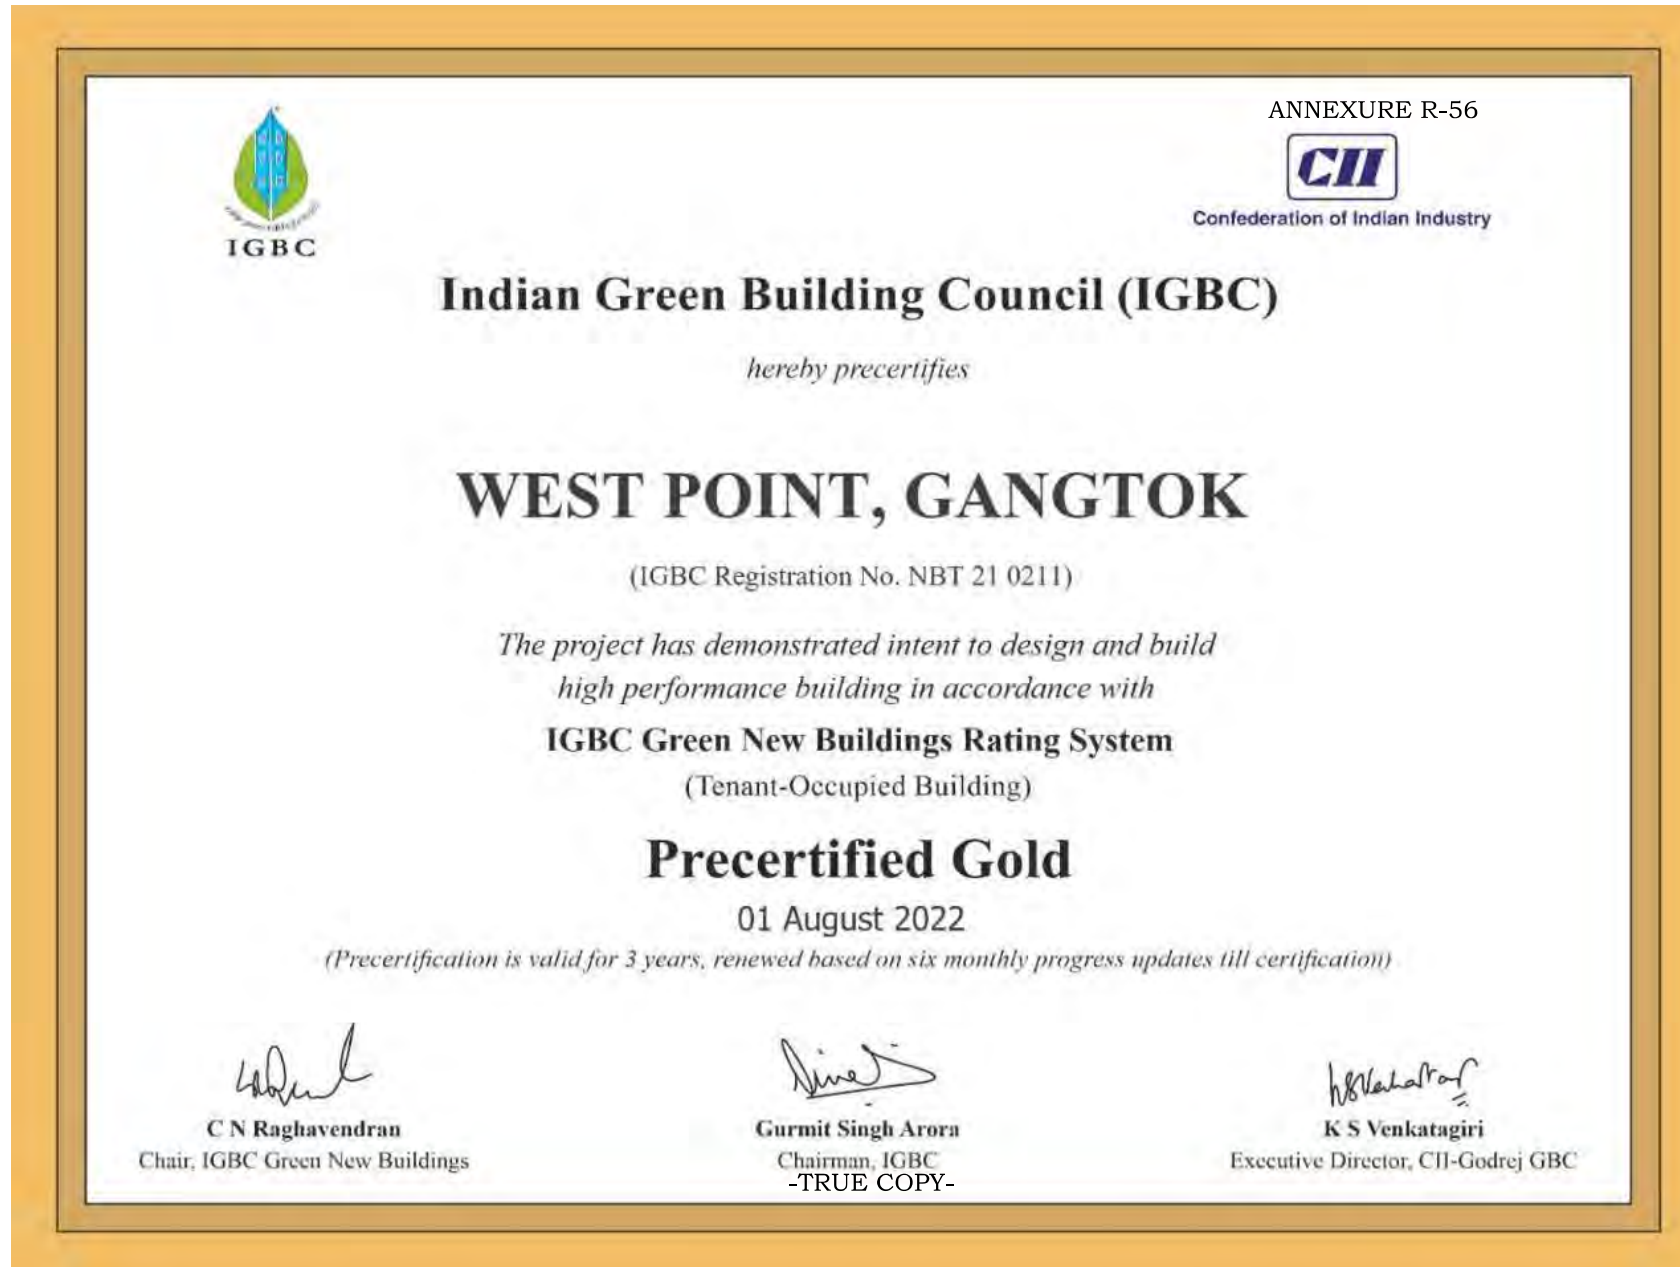 ANNEXURE R-56
IGBC
CII
Confederation of Indian Industry
Indian Green Building Council (IGBC)
hereby precertifies
WEST POINT, GANGTOK
(IGBC Registration No. NBT 21 0211)
The project has demonstrated intent to design and build
high performance building in accordance with
IGBC Green New Buildings Rating System
(Tenant-Occupied Building)
Precertified Gold
01 August 2022
(Precertification is valid for 3 years, renewed based on six monthly progress updates till certification)
C N Raghavendran
Chair, IGBC Green New Buildings
Gurmit Singh Arora
Chairman, IGBC
K S Venkatagiri
Executive Director, CII-Godrej GBC
-TRUE COPY-